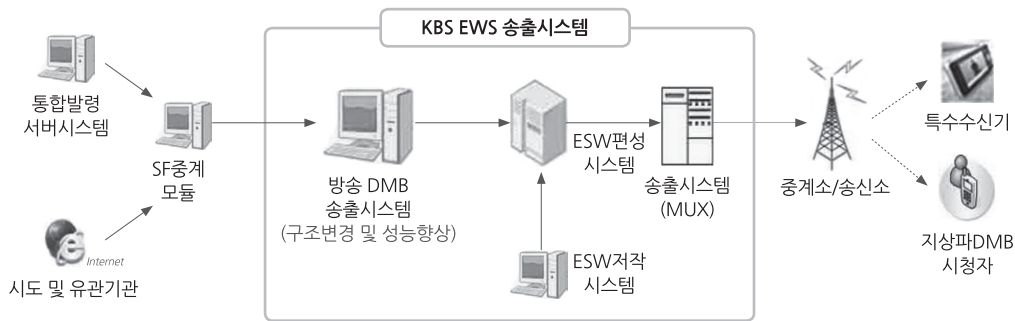 KBS EWS 송출시스템
통합발령
서버시스템
SF중계
모듈
Internet
시도 및 유관기관
방송 DMB
송출시스템
(구조변경 및 성능향상)
ESW편성
시스템
ESW저작
시스템
송출시스템
(MUX)
중계소/송신소
특수수신기
지상파DMB
시청자